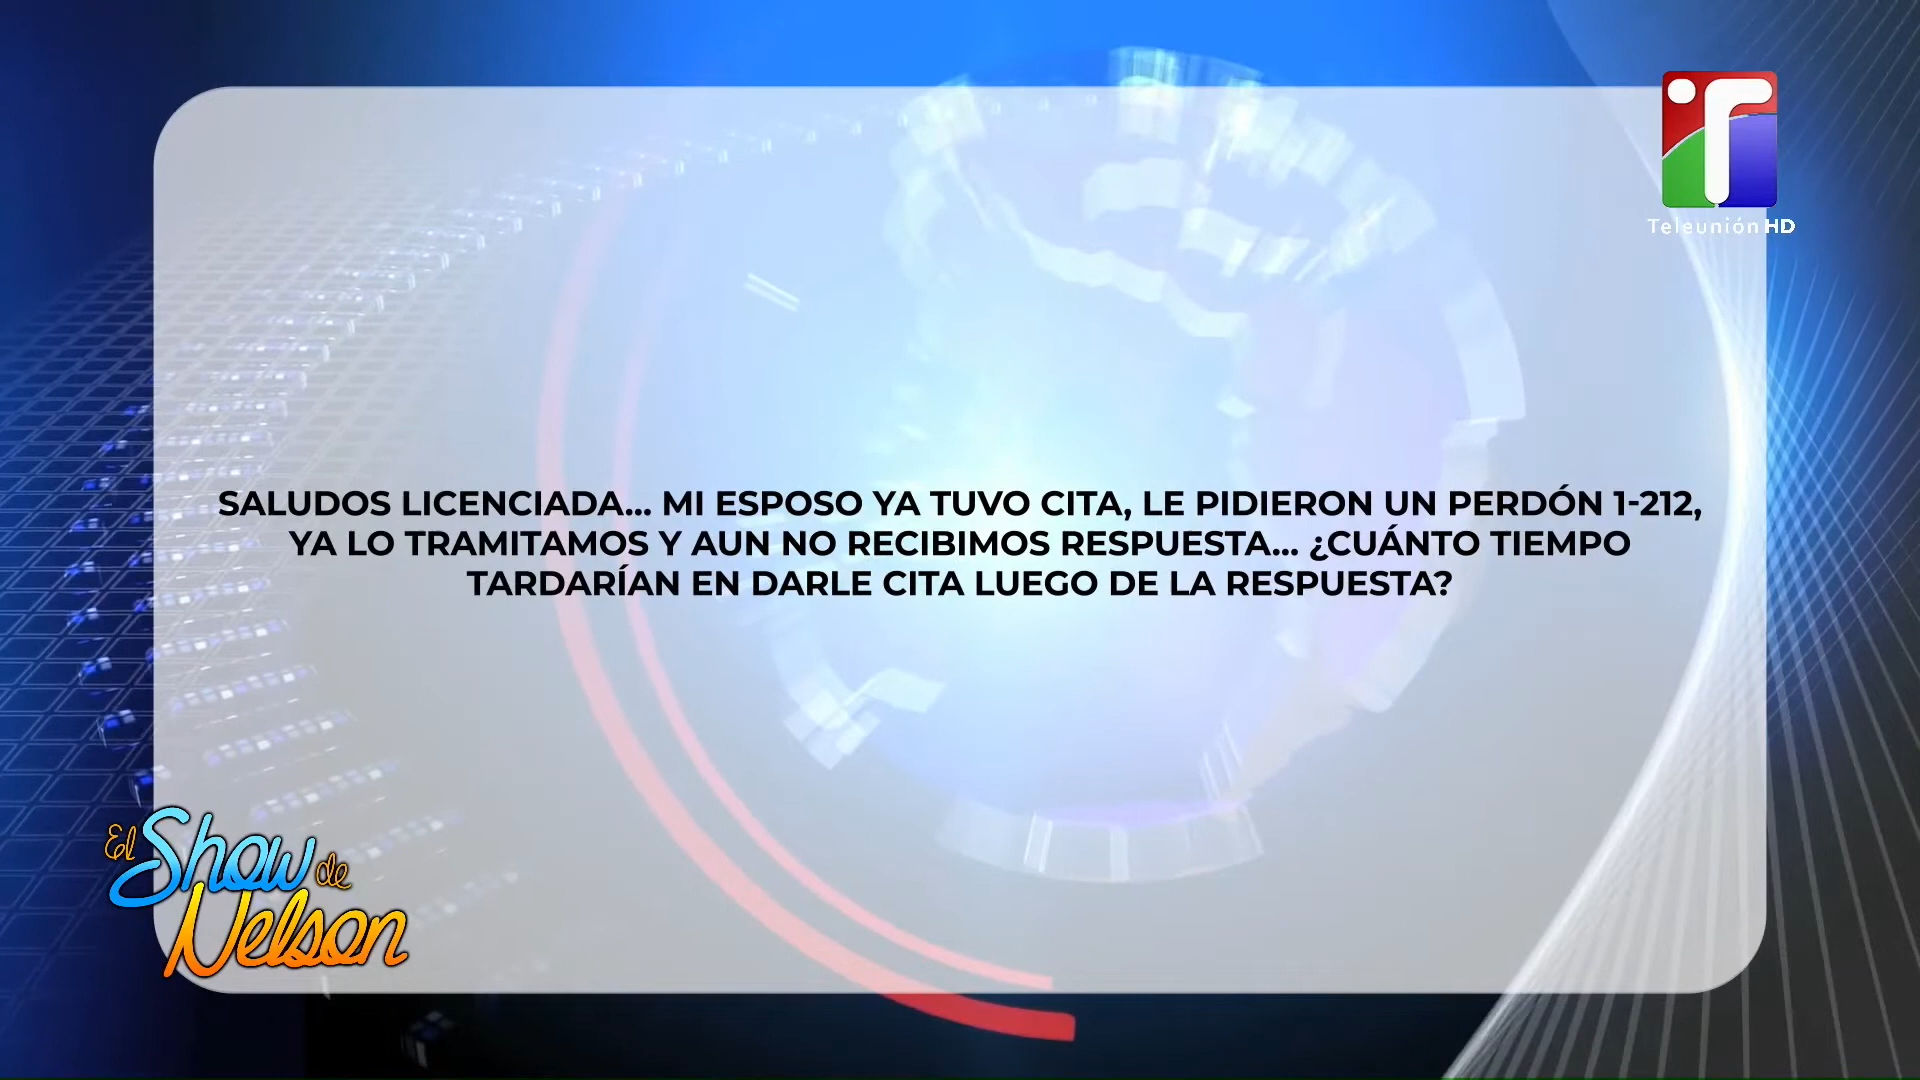 Teleunión HD
SALUDOS LICENCIADA... MI ESPOSO YA TUVO CITA, LE PIDIERON UN PERDÓN 1-212,
YA LO TRAMITAMOS Y AUN NO RECIBIMOS RESPUESTA... ¿CUÁNTO TIEMPO
TARDARÍAN EN DARLE CITA LUEGO DE LA RESPUESTA?
El Show de
Nelson